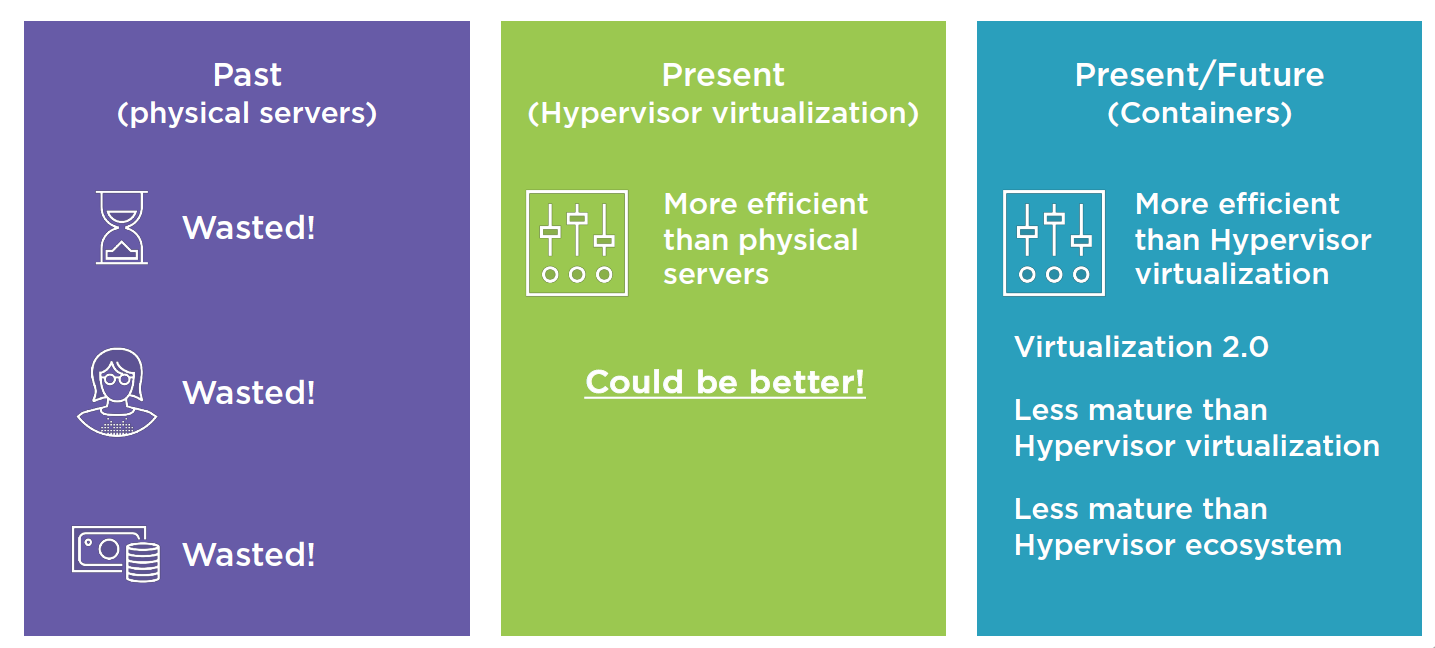 Past
(physical servers)
Wasted!
Wasted!
Wasted!
Present
(Hypervisor virtualization)
More efficient
than physical
servers
Could be better!
Present/Future
(Containers)
More efficient
than Hypervisor
virtualization
Virtualization 2.0
Less mature than
Hypervisor virtualization
Less mature than
Hypervisor ecosystem